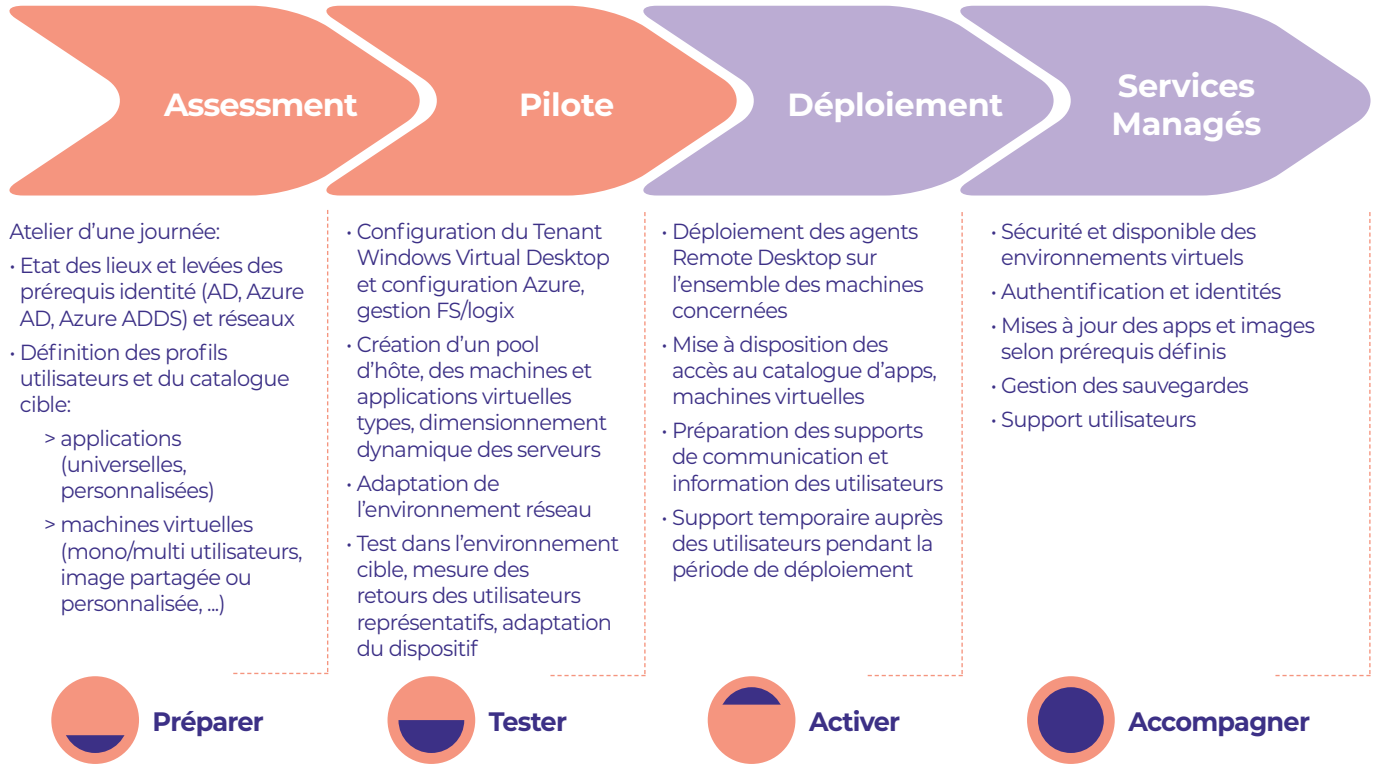 Assessment
Pilote
Déploiement
Services
Managés
Atelier d'une journée:
· Etat des lieux et levées des
prérequis identité (AD, Azure
AD, Azure ADDS) et réseaux
· Définition des profils
utilisateurs et du catalogue
cible:
> applications
(universelles,
personnalisées)
> machines virtuelles
(mono/multi utilisateurs,
image partagée ou
personnalisée, ...)
· Configuration du Tenant
Windows Virtual Desktop
et configuration Azure,
gestion FS/logix
· Création d'un pool
d'hôte, des machines et
applications virtuelles
types, dimensionnement
dynamique des serveurs
· Adaptation de
l'environnement réseau
· Test dans l'environnement
cible, mesure des
retours des utilisateurs
représentatifs, adaptation
du dispositif
· Déploiement des agents
Remote Desktop sur
l'ensemble des machines
concernées
· Mise à disposition des
accès au catalogue d'apps,
machines virtuelles
· Préparation des supports
de communication et
information des utilisateurs
· Support temporaire auprès
des utilisateurs pendant la
période de déploiement
· Sécurité et disponible des
environnements virtuels
· Authentification et identités
· Mises à jour des apps et images
selon prérequis définis
· Gestion des sauvegardes
· Support utilisateurs
Préparer
Tester
Activer
Accompagner